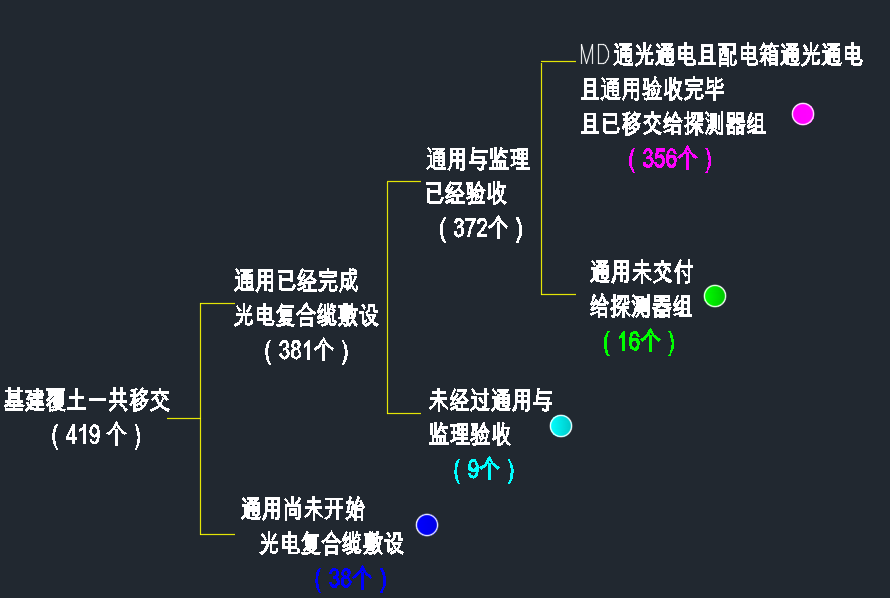 MD通光通电且配电箱通光通电
且通用验收完毕
且已移交给探测器组
(356个)
通用与监理
已经验收
(372个)
通用未交付
给探测器组
(16个)
通用已经完成
光电复合缆敷设
(381个)
基建覆土一共移交
(419个)
未经过通用与
监理验收
(9个)
通用尚未开始
光电复合缆敷设
(38个)